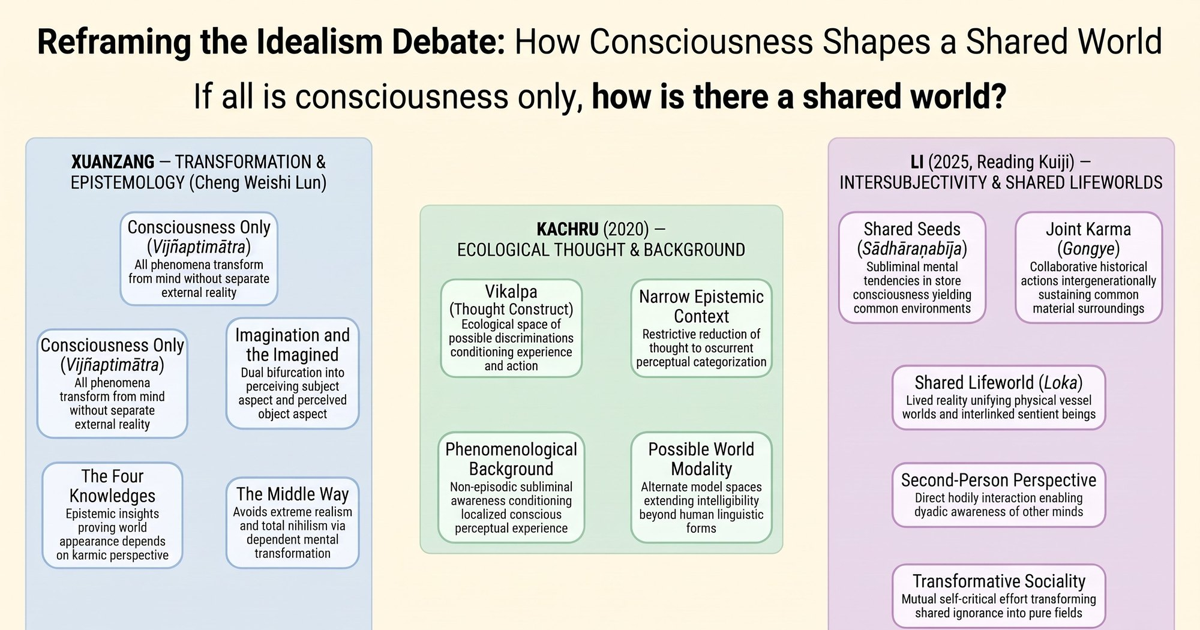 Reframing the Idealism Debate: How Consciousness Shapes a Shared World
If all is consciousness only, how is there a shared world?
XUANZANG — TRANSFORMATION &
EPISTEMOLOGY (Cheng Weishi Lun)
Consciousness Only
(Vijñaptimātra)
All phenomena transform
from mind without separate
external reality
Consciousness Only
(Vijñaptimātra)
All phenomena
transform from mind
without separate
external reality
Imagination and
the Imagined
Dual bifurcation into
perceiving subject
aspect and percelved
object aspect
The Four
Knowledges
Epistemic insights
proving world
appearance depends
on karmic perspective
The Middle Way
Avoids extreme realism
and total nihilism via
dependent mental
transformation
KACHRU (2020) —
ECOLOGICAL THOUGHT & BACKGROUND
Vikalpa
(Thought Construct)
Ecological space of
possible discriminations
conditioning experience
and action
Narrow Epistemic
Context
Restrictive reduction of
thought to oscurrent
perceptual categorization
Phenomenological
Background
Non-episodic subliminal
awareness conditioning
localized conscious
perceptual experience
Possible World
Modality
Alternate model spaces
extending intelligibility
beyond human linguistic
forms
LI (2025, Reading Kuiji) —
INTERSUBJECTIVITY & SHARED LIFEWORLDS
Shared Seeds
(Sādhāraṇabīja)
Subliminal mental
tendencies in store
consciousness yielding
common environments
Joint Karma
(Gongye)
Collaborative historical
actions intergenerationally
sustaining common
material surroundings
Shared Lifeworld (Loka)
Lived reality unifying physical vessel
worlds and interlinked sentient beings
Second-Person Perspective
Direct hodily interaction enabling
dyadic awareness of other minds
Transformative Sociality
Mutual self-critical effort transforming
shared ignorance into pure fields